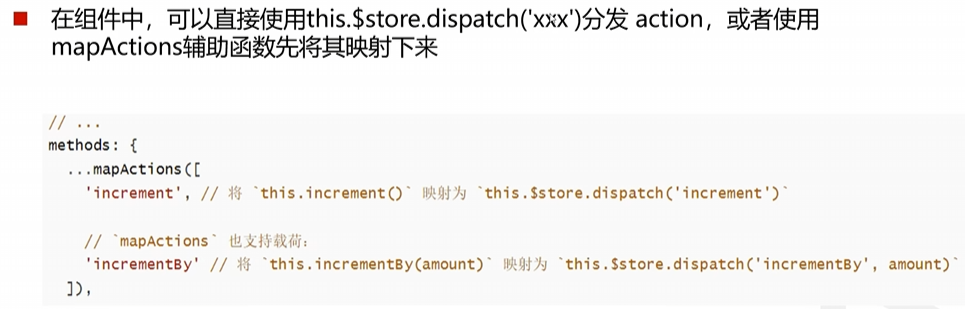 在组件中，可以直接使用this.$store.dispatch('xxx')分发 action，或者使用
mapActions辅助函数先将其映射下来
// ...
methods: {
  ...mapActions([
    'increment', // 将 `this.increment()` 映射为 `this.$store.dispatch('increment')`
    // `mapActions` 也支持载荷：
    'incrementBy' // 将 `this.incrementBy(amount)` 映射为 `this.$store.dispatch('incrementBy', amount)`
  ]),